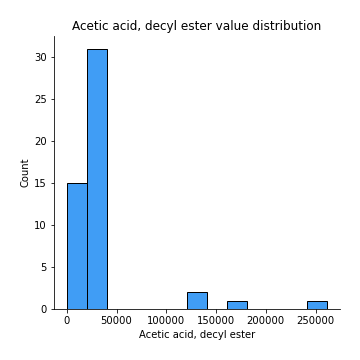 Acetic acid, decyl ester value distribution
30
25
20
15
10
5
0
Count
0 50000 100000 150000 200000 250000
Acetic acid, decyl ester